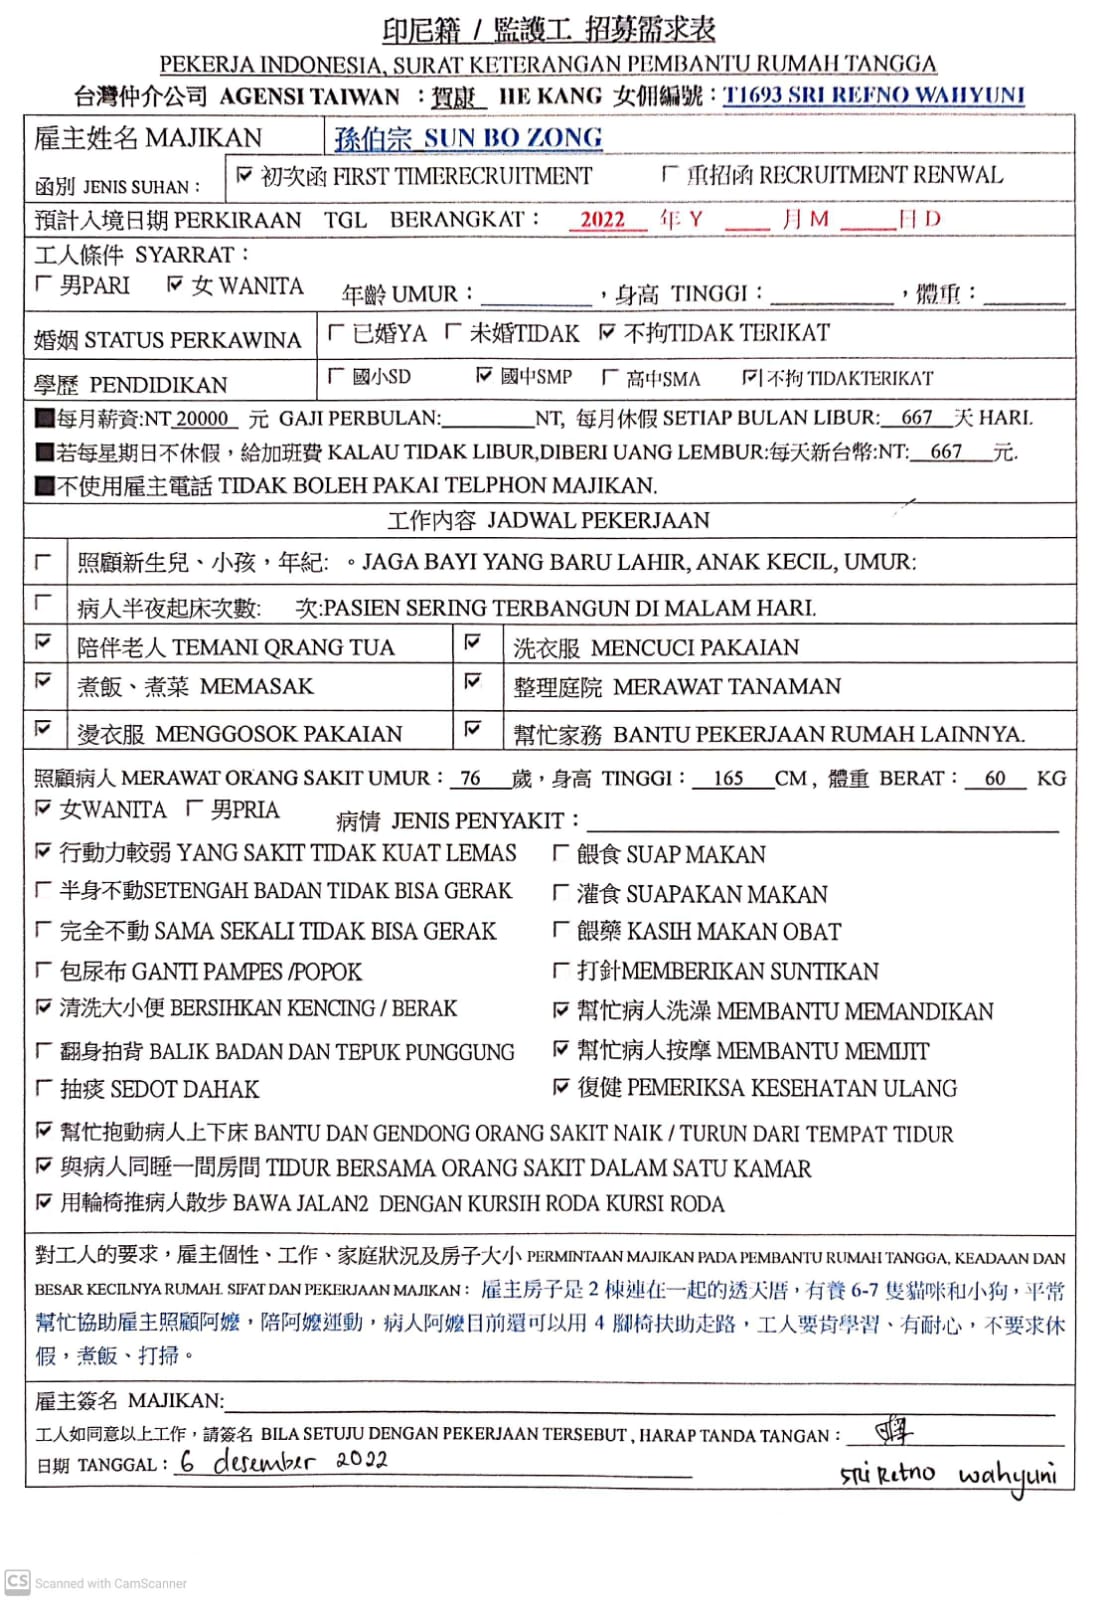 印尼籍 / 監護工 招募需求表
PEKERJA INDONESIA, SURAT KETERANGAN PEMBANTU RUMAH TANGGA
台灣仲介公司 AGENSI TAIWAN ：賀康 HE KANG 女佣編號：T1693 SRI REFNO WAHYUNI
雇主姓名 MAJIKAN 孫伯宗 SUN BO ZONG
函別 JENIS SUHAN： ☑ 初次函 FIRST TIMERECRUITMENT ☐ 重招函 RECRUITMENT RENWAL
預計入境日期 PERKIRAAN TGL BERANGKAT： 2022 年 Y ____ 月 M ____ 日 D
工人條件 SYARRAT：
☐ 男PARI ☑ 女 WANITA 年齡 UMUR：________，身高 TINGGI：________，體重：________
婚姻 STATUS PERKAWINA ☐ 已婚YA ☐ 未婚TIDAK ☑ 不拘TIDAK TERIKAT
學歷 PENDIDIKAN ☐ 國小SD ☑ 國中SMP ☐ 高中SMA ☑ 不拘 TIDAKTERIKAT
■每月薪資:NT 20000 元 GAJI PERBULAN:________NT, 每月休假 SETIAP BULAN LIBUR: 667 天 HARI.
■若每星期日不休假，給加班費 KALAU TIDAK LIBUR,DIBERI UANG LEMBUR:每天新台幣:NT: 667 元.
■不使用雇主電話 TIDAK BOLEH PAKAI TELPHON MAJIKAN.
工作內容 JADWAL PEKERJAAN
☐ 照顧新生兒、小孩，年紀: 。JAGA BAYI YANG BARU LAHIR, ANAK KECIL, UMUR:
☐ 病人半夜起床次數: 次:PASIEN SERING TERBANGUN DI MALAM HARI.
☑ 陪伴老人 TEMANI QRANG TUA ☑ 洗衣服 MENCUCI PAKAIAN
☑ 煮飯、煮菜 MEMASAK ☑ 整理庭院 MERAWAT TANAMAN
☑ 燙衣服 MENGGOSOK PAKAIAN ☑ 幫忙家務 BANTU PEKERJAAN RUMAH LAINNYA.
照顧病人 MERAWAT ORANG SAKIT UMUR： 76 歲，身高 TINGGI： 165 CM , 體重 BERAT： 60 KG
☑ 女WANITA ☐ 男PRIA 病情 JENIS PENYAKIT：________
☑ 行動力較弱 YANG SAKIT TIDAK KUAT LEMAS ☐ 餵食 SUAP MAKAN
☐ 半身不動SETENGAH BADAN TIDAK BISA GERAK ☐ 灌食 SUAPAKAN MAKAN
☐ 完全不動 SAMA SEKALI TIDAK BISA GERAK ☐ 餵藥 KASIH MAKAN OBAT
☐ 包尿布 GANTI PAMPES /POPOK ☐ 打針MEMBERIKAN SUNTIKAN
☑ 清洗大小便 BERSIHKAN KENCING / BERAK ☑ 幫忙病人洗澡 MEMBANTU MEMANDIKAN
☐ 翻身拍背 BALIK BADAN DAN TEPUK PUNGGUNG ☑ 幫忙病人按摩 MEMBANTU MEMIJIT
☐ 抽痰 SEDOT DAHAK ☑ 復健 PEMERIKSA KESEHATAN ULANG
☑ 幫忙抱動病人上下床 BANTU DAN GENDONG ORANG SAKIT NAIK / TURUN DARI TEMPAT TIDUR
☑ 與病人同睡一間房間 TIDUR BERSAMA ORANG SAKIT DALAM SATU KAMAR
☑ 用輪椅推病人散步 BAWA JALAN2 DENGAN KURSIH RODA KURSI RODA
對工人的要求，雇主個性、工作、家庭狀況及房子大小 PERMINTAAN MAJIKAN PADA PEMBANTU RUMAH TANGGA, KEADAAN DAN
BESAR KECILNYA RUMAH. SIFAT DAN PEKERJAAN MAJIKAN：雇主房子是 2 棟連在一起的透天厝，有養 6-7 隻貓咪和小狗，平常
幫忙協助雇主照顧阿嬤，陪阿嬤運動，病人阿嬤目前還可以用 4 腳椅扶助走路，工人要肯學習、有耐心，不要求休
假，煮飯、打掃。
雇主簽名 MAJIKAN:
工人如同意以上工作，請簽名 BILA SETUJU DENGAN PEKERJAAN TERSEBUT , HARAP TANDA TANGAN：
日期 TANGGAL： 6 desember 2022 SRi Retno wahyuni
CS Scanned with CamScanner